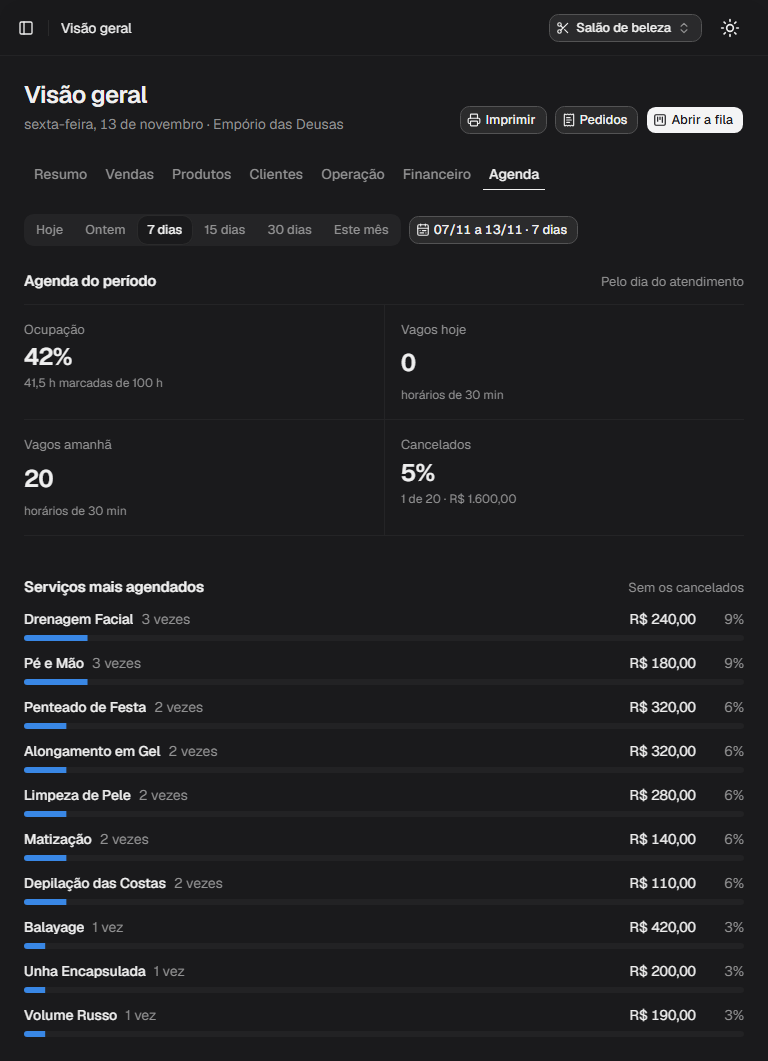 Visão geral
Salão de beleza
Visão geral
sexta-feira, 13 de novembro · Empório das Deusas
Imprimir
Pedidos
Abrir a fila
Resumo Vendas Produtos Clientes Operação Financeiro Agenda
Hoje Ontem 7 dias 15 dias 30 dias Este mês 07/11 a 13/11 · 7 dias
Agenda do período Pelo dia do atendimento
Ocupação
42%
41,5 h marcadas de 100 h
Vagos hoje
0
horários de 30 min
Vagos amanhã
20
horários de 30 min
Cancelados
5%
1 de 20 · R$ 1.600,00
Serviços mais agendados Sem os cancelados
Drenagem Facial 3 vezes R$ 240,00 9%
Pé e Mão 3 vezes R$ 180,00 9%
Penteado de Festa 2 vezes R$ 320,00 6%
Alongamento em Gel 2 vezes R$ 320,00 6%
Limpeza de Pele 2 vezes R$ 280,00 6%
Matização 2 vezes R$ 140,00 6%
Depilação das Costas 2 vezes R$ 110,00 6%
Balayage 1 vez R$ 420,00 3%
Unha Encapsulada 1 vez R$ 200,00 3%
Volume Russo 1 vez R$ 190,00 3%